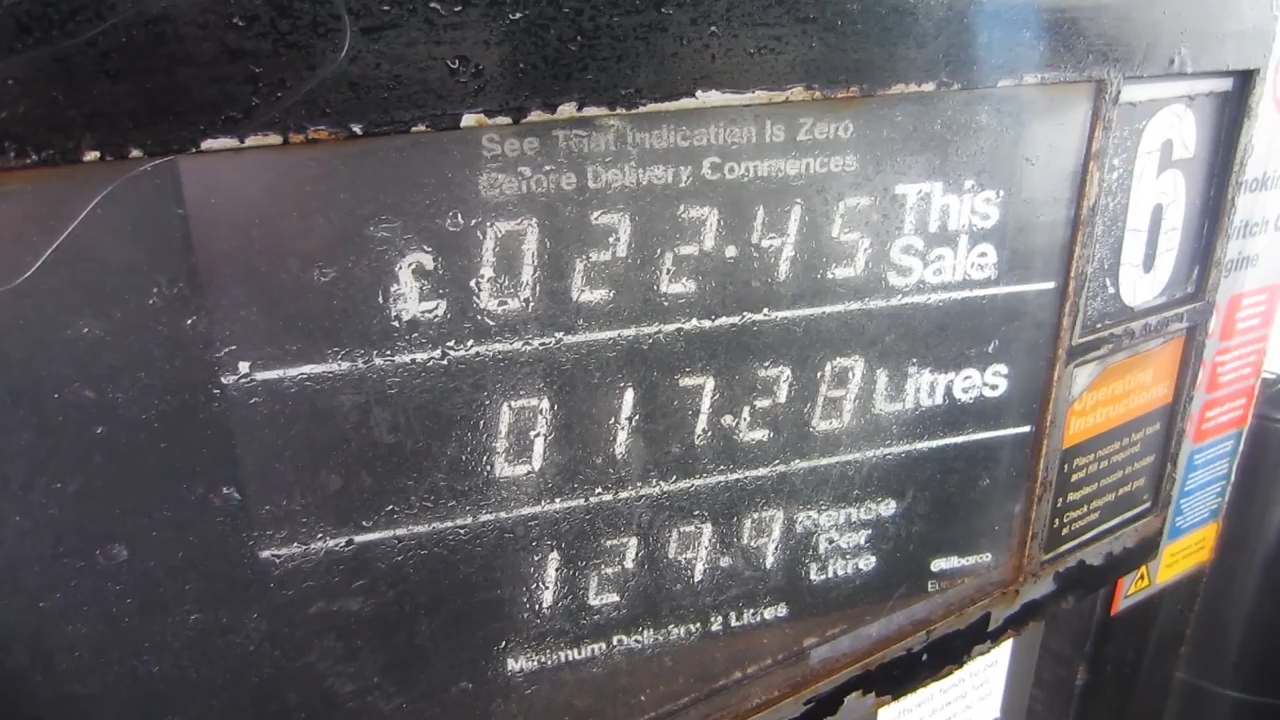 See That Indication Is Zero
Before Delivery Commences
£ 022.45 This Sale
017.28 Litres
129.9 Pence Per Litre
Gilbarco
Minimum Delivery 2 Litres
6
Operating
Instructions:
1 Place nozzle in fuel tank
and fill as required
2 Replace nozzle in holder
3 Check display and pay
at counter